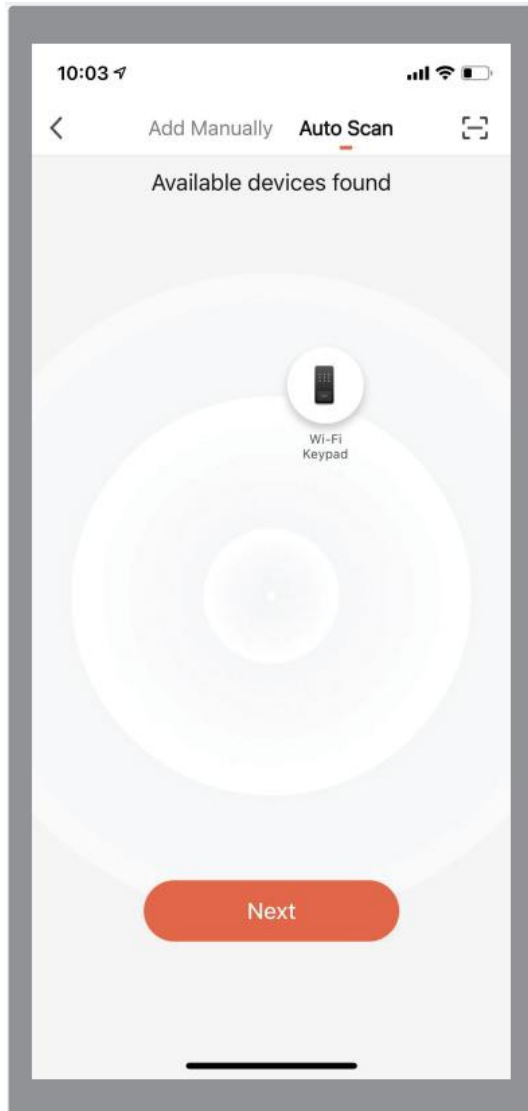 10:03
Add Manually Auto Scan
Available devices found
Wi-Fi
Keypad
Next